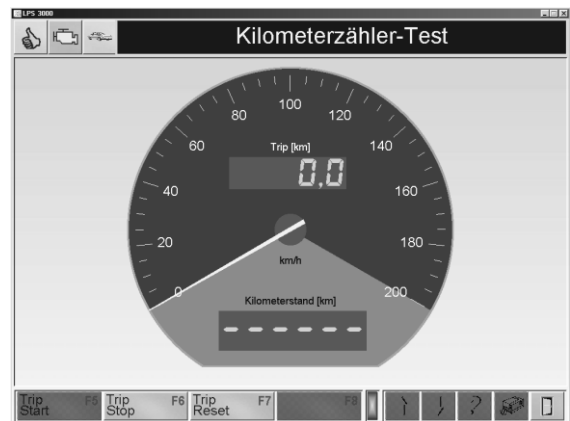 LPS 3000
Kilometerzähler-Test
100
80
120
Trip [km]
60
140
0,0
40
160
20
180
km/h
0
200
Kilometerstand [km]
------
Trip Start F5
Trip Stop F6
Trip Reset F7
F8